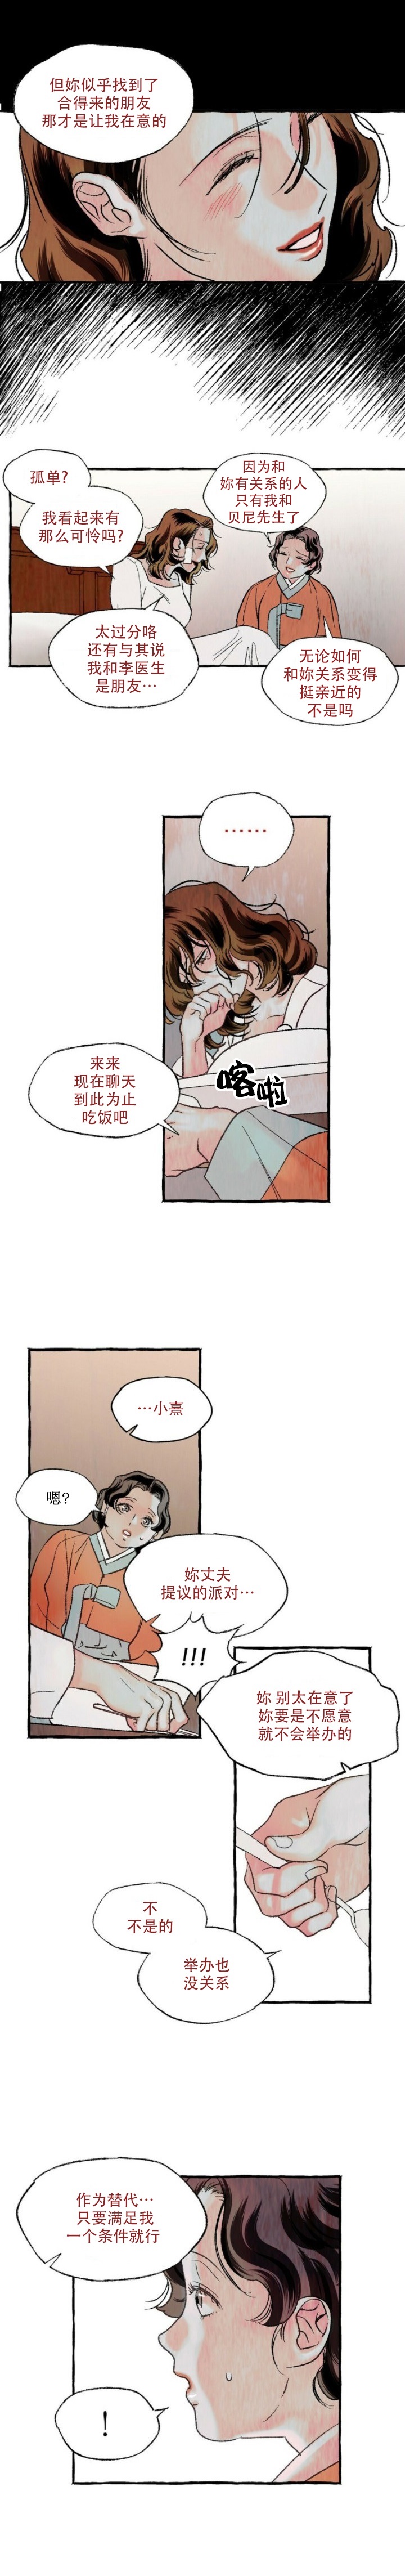 但妳似乎找到了
合得来的朋友
那才是让我在意的
孤单?
我看起来有
那么可怜吗?
因为和
妳有关系的人
只有我和
贝尼先生了
太过分咯
还有与其说
我和李医生
是朋友…
无论如何
和妳关系变得
挺亲近的
不是吗
……
来来
现在聊天
到此为止
吃饭吧
喀啦
…小熹
嗯?
妳丈夫
提议的派对…
!!!
妳 别太在意了
妳要是不愿意
就不会举办的
不
不是的
举办也
没关系
作为替代…
只要满足我
一个条件就行
!